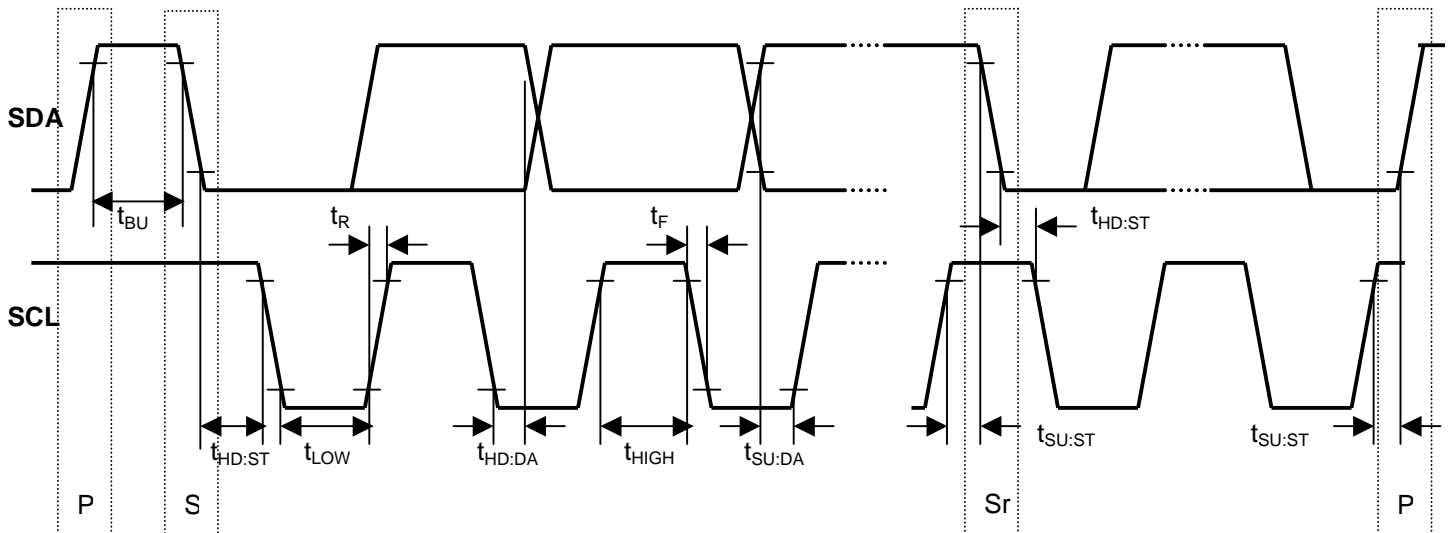 SDA
t_BU t_R t_F t_HD:ST
SCL
t_HD:ST t_LOW t_HD:DA t_HIGH t_SU:DA t_SU:ST t_SU:ST
P S Sr P